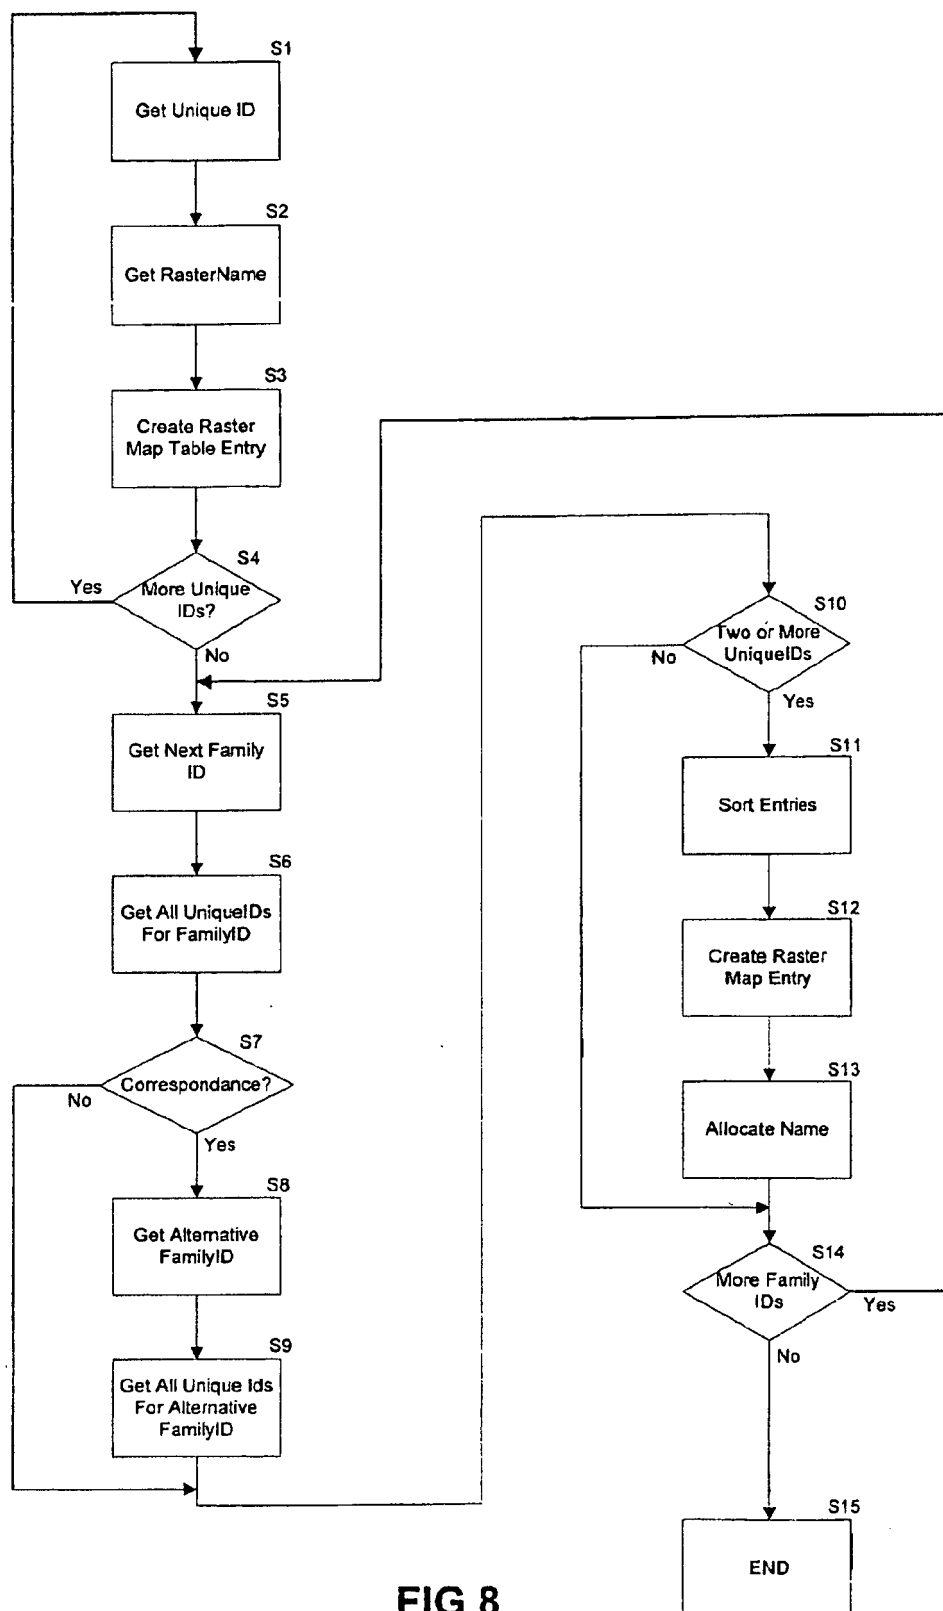 S1
Get Unique ID
S2
Get RasterName
S3
Create Raster
Map Table Entry
S4
More Unique
IDs?
Yes
No
S5
Get Next Family
ID
S6
Get All UniqueIDs
For FamilyID
S7
Correspondance?
No
Yes
S8
Get Alternative
FamilyID
S9
Get All Unique Ids
For Alternative
FamilyID
S10
Two or More
UniqueIDs
No
Yes
S11
Sort Entries
S12
Create Raster
Map Entry
S13
Allocate Name
S14
More Family
IDs
Yes
No
S15
END
FIG 8